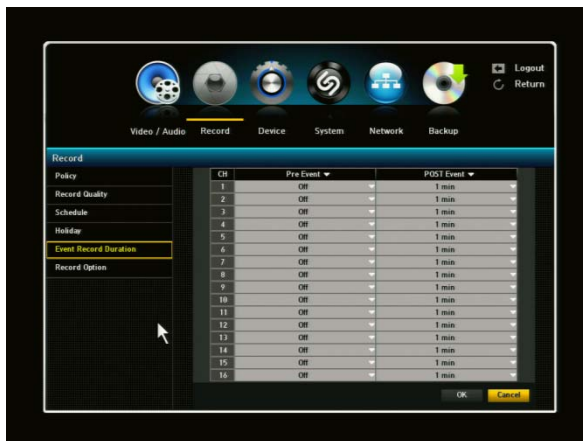 Logout
Return
Video / Audio Record Device System Network Backup
Record
Policy
Record Quality
Schedule
Holiday
Event Record Duration
Record Option
CH Pre Event POST Event
1 Off 1 min
2 Off 1 min
3 Off 1 min
4 Off 1 min
5 Off 1 min
6 Off 1 min
7 Off 1 min
8 Off 1 min
9 Off 1 min
10 Off 1 min
11 Off 1 min
12 Off 1 min
13 Off 1 min
14 Off 1 min
15 Off 1 min
16 Off 1 min
OK Cancel